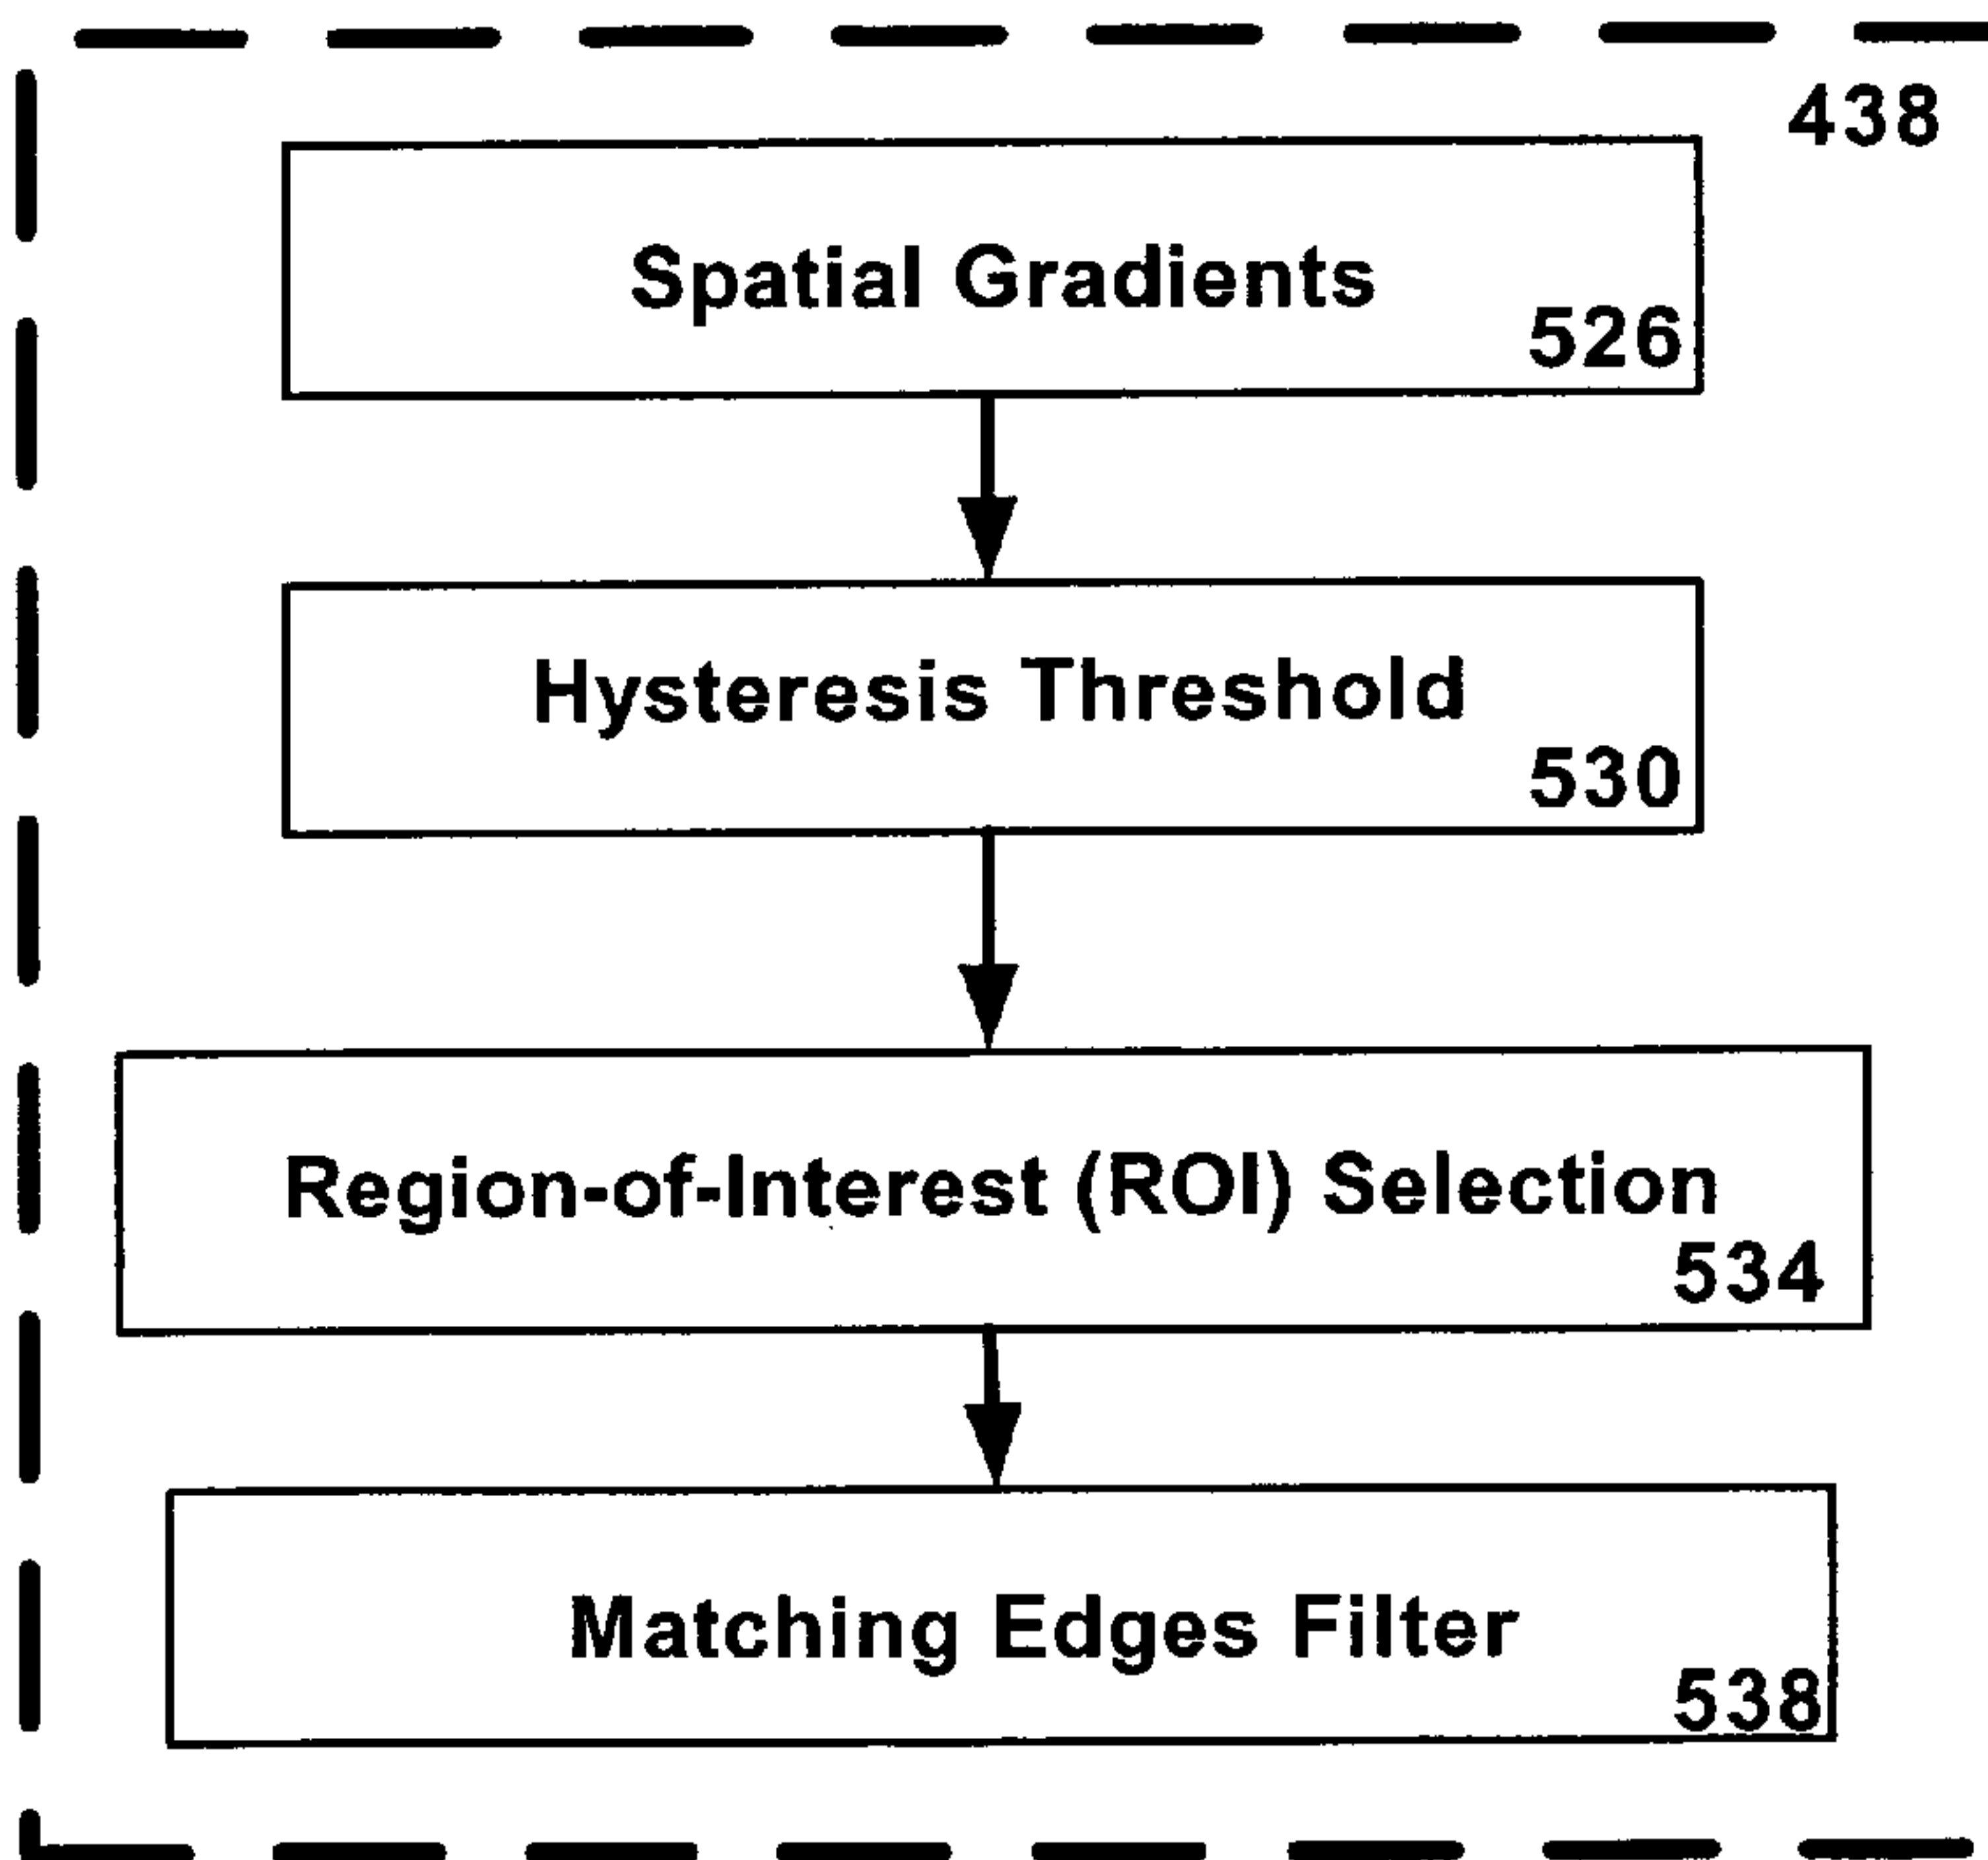 438
Spatial Gradients
526
Hysteresis Threshold
530
Region-of-Interest (ROI) Selection
534
Matching Edges Filter
538